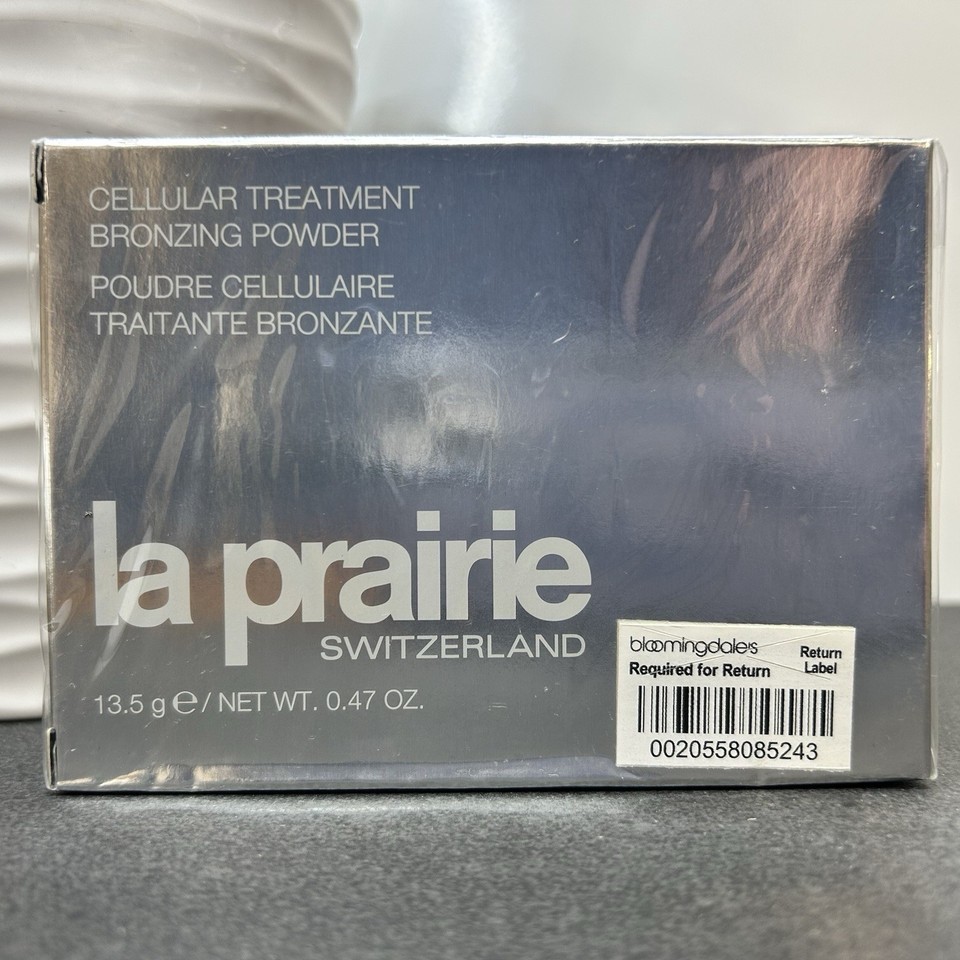 CELLULAR TREATMENT
BRONZING POWDER
POUDRE CELLULAIRE
TRAITANTE BRONZANTE
la prairie
SWITZERLAND
13.5 g ℮ / NET WT. 0.47 OZ.
bloomingdale's
Return
Label
Required for Return
0020558085243